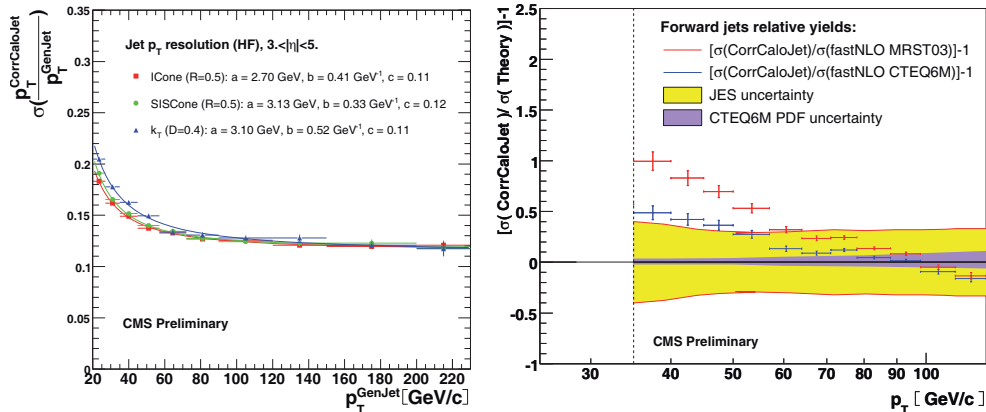 σ(p_T^CorrCaloJet / p_T^GenJet)
Jet p_T resolution (HF), 3.<|η|<5.
ICone (R=0.5): a = 2.70 GeV, b = 0.41 GeV⁻¹, c = 0.11
SISCone (R=0.5): a = 3.13 GeV, b = 0.33 GeV⁻¹, c = 0.12
k_T (D=0.4): a = 3.10 GeV, b = 0.52 GeV⁻¹, c = 0.11
0.35
0.3
0.25
0.2
0.15
0.1
0.05
0
CMS Preliminary
20 40 60 80 100 120 140 160 180 200 220
p_T^GenJet [GeV/c]
[σ( CorrCaloJet )/ σ( Theory )]-1
Forward jets relative yields:
[σ(CorrCaloJet)/σ(fastNLO MRST03)]-1
[σ(CorrCaloJet)/σ(fastNLO CTEQ6M)]-1
JES uncertainty
CTEQ6M PDF uncertainty
2.5
2
1.5
1
0.5
0
-0.5
-1
CMS Preliminary
30 40 50 60 70 80 90 100
p_T [ GeV/c]